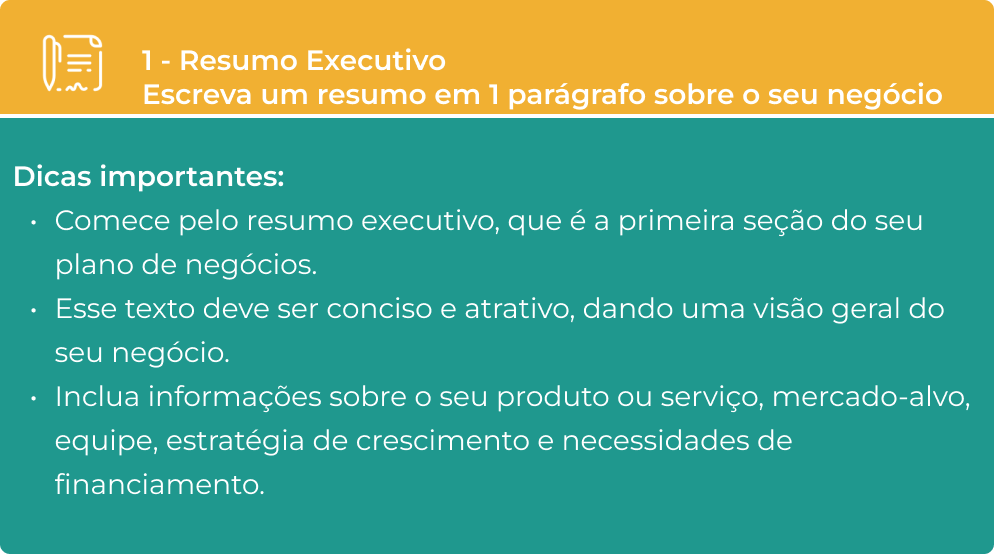 1 - Resumo Executivo
Escreva um resumo em 1 parágrafo sobre o seu negócio
Dicas importantes:
• Comece pelo resumo executivo, que é a primeira seção do seu
plano de negócios.
• Esse texto deve ser conciso e atrativo, dando uma visão geral do
seu negócio.
• Inclua informações sobre o seu produto ou serviço, mercado-alvo,
equipe, estratégia de crescimento e necessidades de
financiamento.